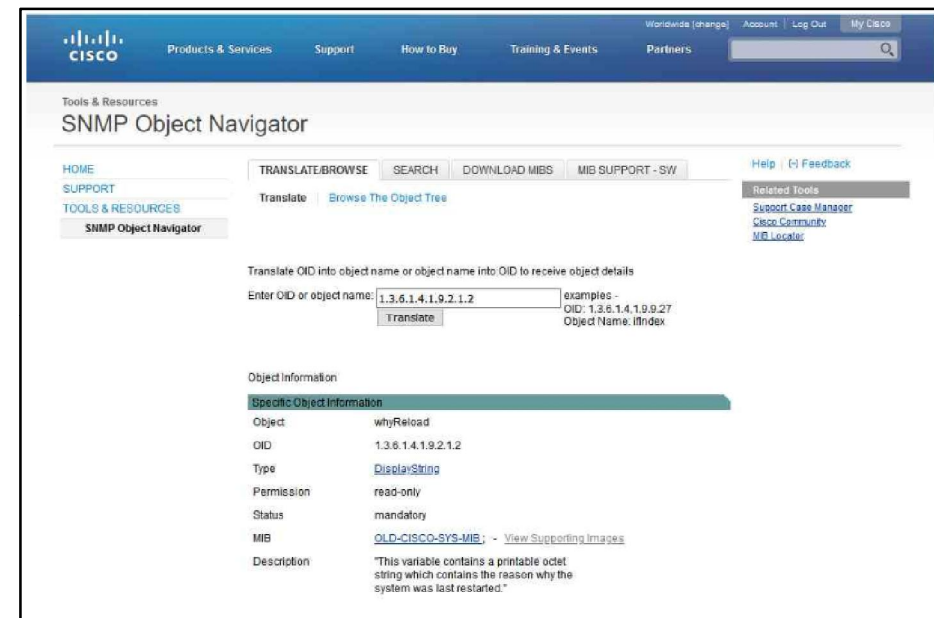 Worldwide [change] Account Log Out My Cisco
CISCO Products & Services Support How to Buy Training & Events Partners
Tools & Resources
SNMP Object Navigator
HOME
SUPPORT
TOOLS & RESOURCES
SNMP Object Navigator
TRANSLATE/BROWSE SEARCH DOWNLOAD MIBS MIB SUPPORT - SW
Translate Browse The Object Tree
Help [-] Feedback
Related Tools
Support Case Manager
Cisco Community
MIB Locator
Translate OID into object name or object name into OID to receive object details
Enter OID or object name: 1.3.6.1.4.1.9.2.1.2
Translate
examples -
OID: 1.3.6.1.4.1.9.9.27
Object Name: ifIndex
Object Information
Specific Object Information
Object whyReload
OID 1.3.6.1.4.1.9.2.1.2
Type DisplayString
Permission read-only
Status mandatory
MIB OLD-CISCO-SYS-MIB ; - View Supporting Images
Description "This variable contains a printable octet
string which contains the reason why the
system was last restarted."